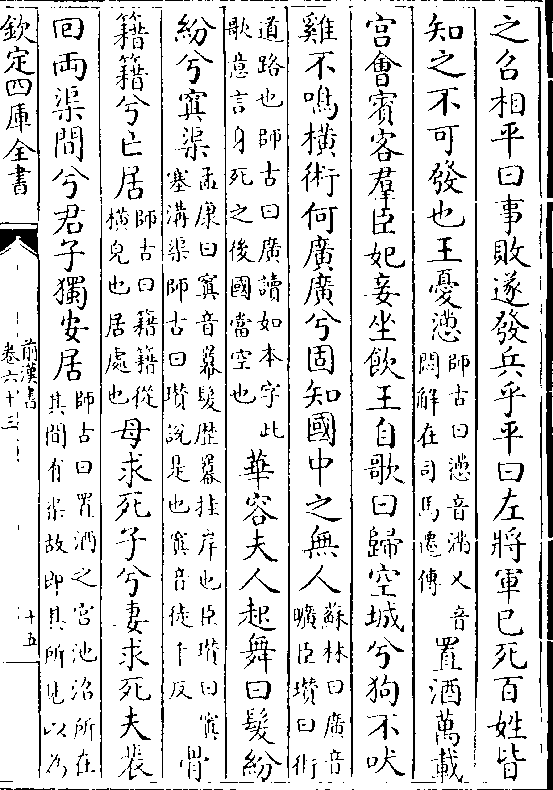 之召相平曰事敗遂發兵乎平曰左將軍已死百姓皆
知之不可發也王憂懣師古曰懣音滿又音悶解在司馬遷傳置酒萬載
宮會賓客羣臣妃妾坐飲王自歌曰歸空城兮狗不吠
雞不鳴橫術何廣廣兮固知國中之無人蘇林曰廣音曠臣瓚曰術
道路也師古曰廣讀如本字此歌意言身死之後國當空也華容夫人起舞曰髮紛
紛兮寘渠孟康曰寘音羃髮歷羃挂岸也臣瓚曰寘塞溝渠師古曰瓚說是也寘音徒千反骨
籍籍兮亡居師古曰籍籍從橫皃也居處也母求死子兮妻求死夫裴
回兩渠間兮君子獨安居師古曰置酒之宮池沼所在其間有渠故即其所見以為
欽定四庫全書
前漢書
卷六十三
十五